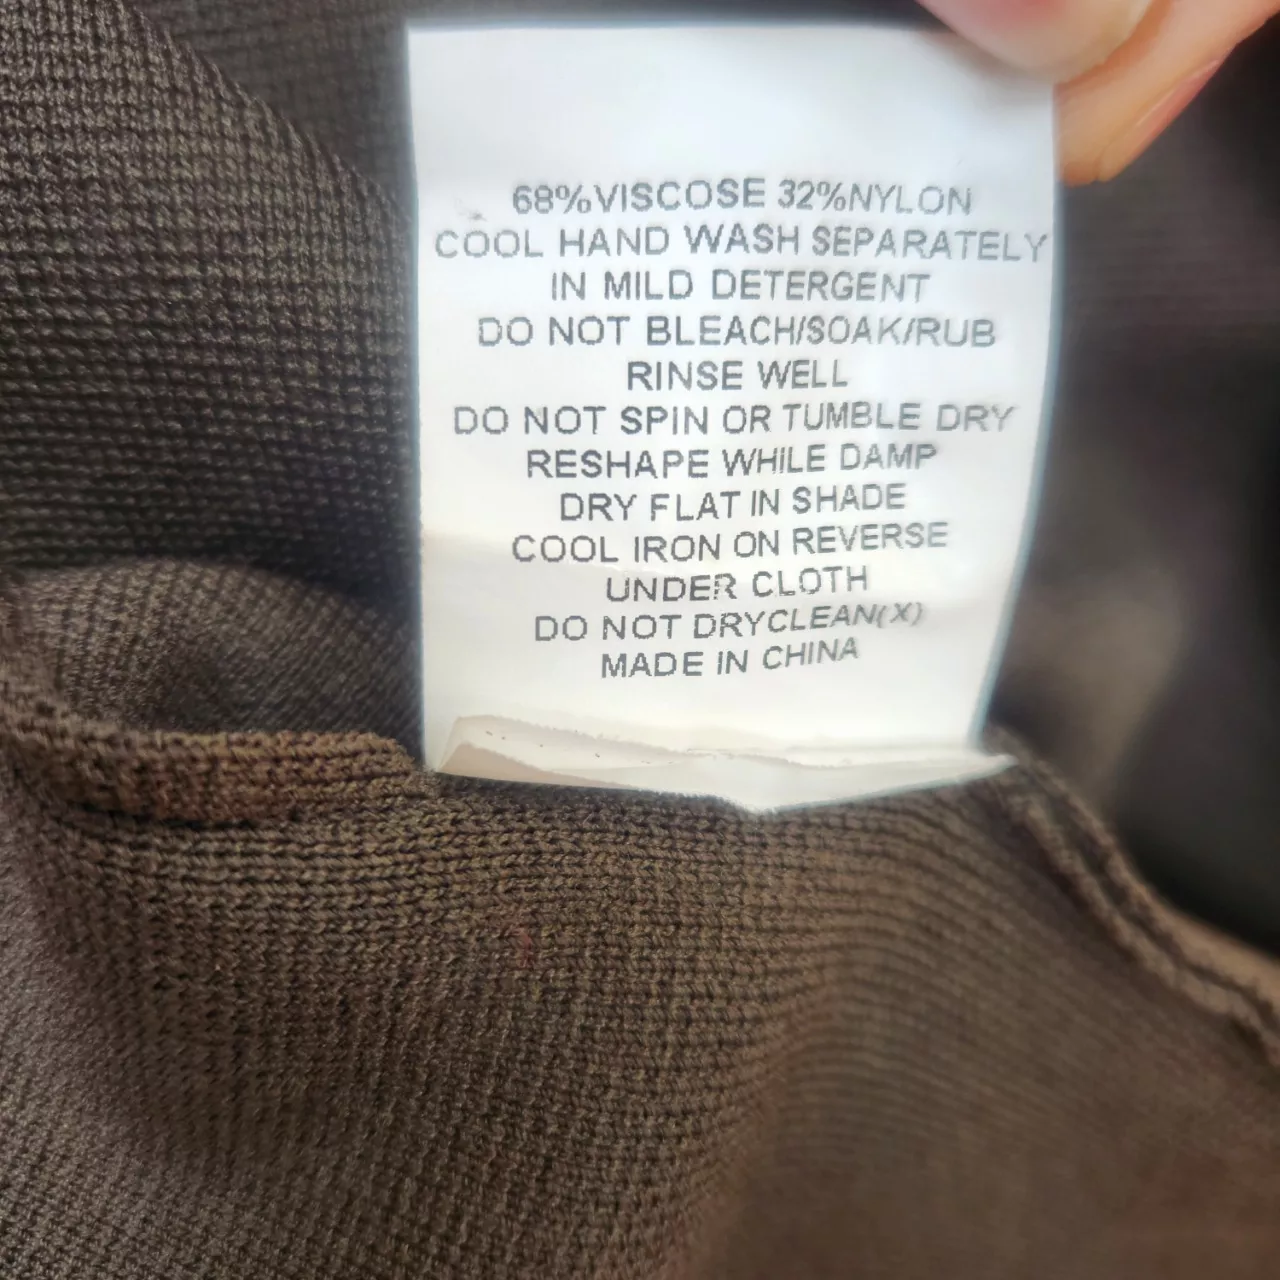 68%VISCOSE 32%NYLON
COOL HAND WASH SEPARATELY
IN MILD DETERGENT
DO NOT BLEACH/SOAK/RUB
RINSE WELL
DO NOT SPIN OR TUMBLE DRY
RESHAPE WHILE DAMP
DRY FLAT IN SHADE
COOL IRON ON REVERSE
UNDER CLOTH
DO NOT DRYCLEAN(X)
MADE IN CHINA